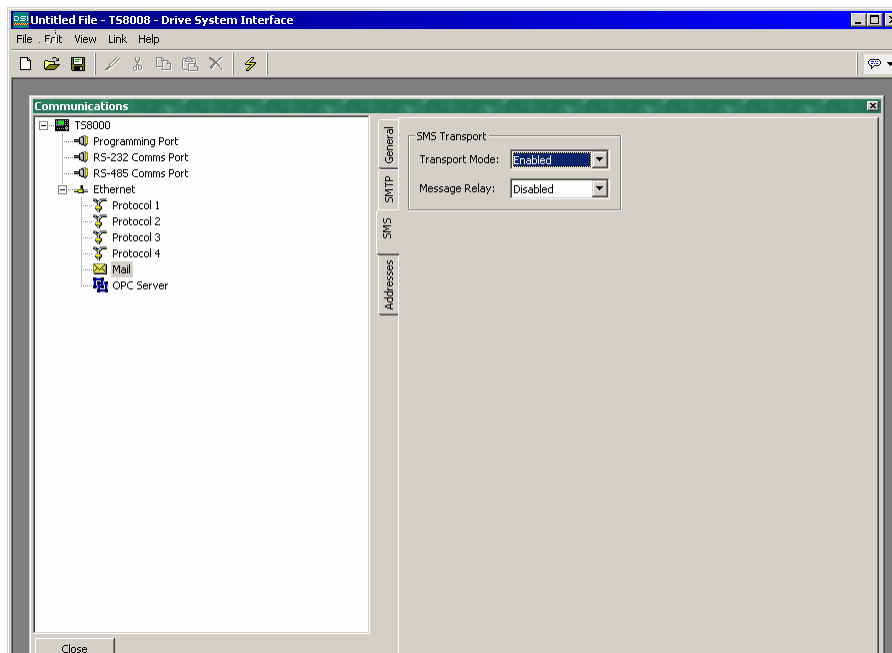 DSI Untitled File - TS8008 - Drive System Interface
File Edit View Link Help
Communications
TS8000
Programming Port
RS-232 Comms Port
RS-485 Comms Port
Ethernet
Protocol 1
Protocol 2
Protocol 3
Protocol 4
Mail
OPC Server
General
SMTP
SMS
Addresses
SMS Transport
Transport Mode: Enabled
Message Relay: Disabled
Close